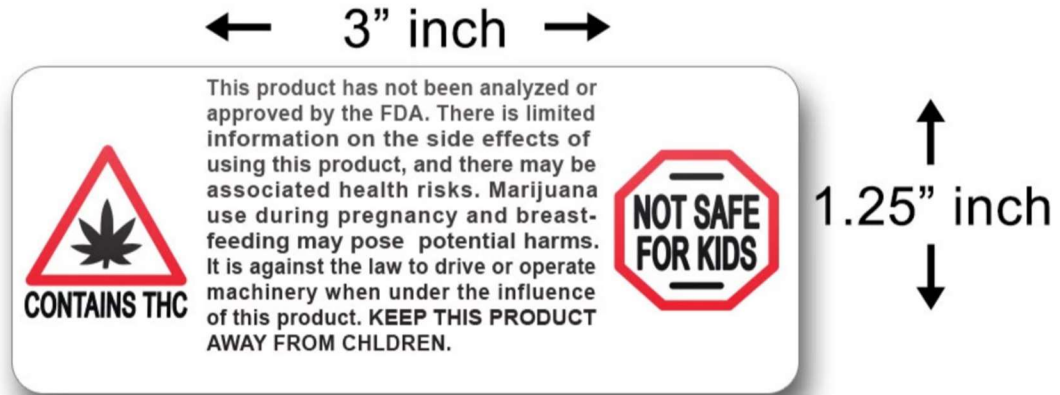 3” inch
This product has not been analyzed or
approved by the FDA. There is limited
information on the side effects of
using this product, and there may be
associated health risks. Marijuana
use during pregnancy and breast-
feeding may pose potential harms.
It is against the law to drive or operate
machinery when under the influence
of this product. KEEP THIS PRODUCT
AWAY FROM CHLDREN.
CONTAINS THC
NOT SAFE
FOR KIDS
1.25” inch